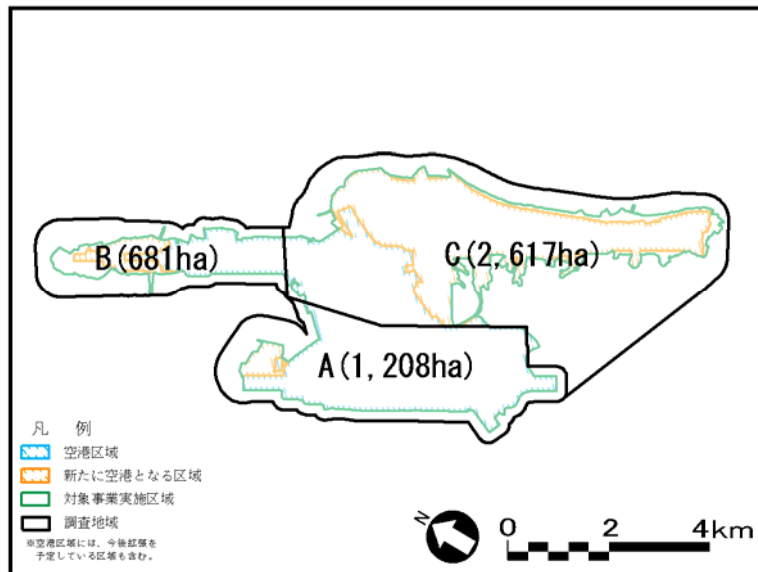 B(681ha)
C(2,617ha)
A(1,208ha)
凡 例
空港区域
新たに空港となる区域
対象事業実施区域
調査地域
※空港区域には、今後拡張を
予定している区域も含む。
N
0 2 4km